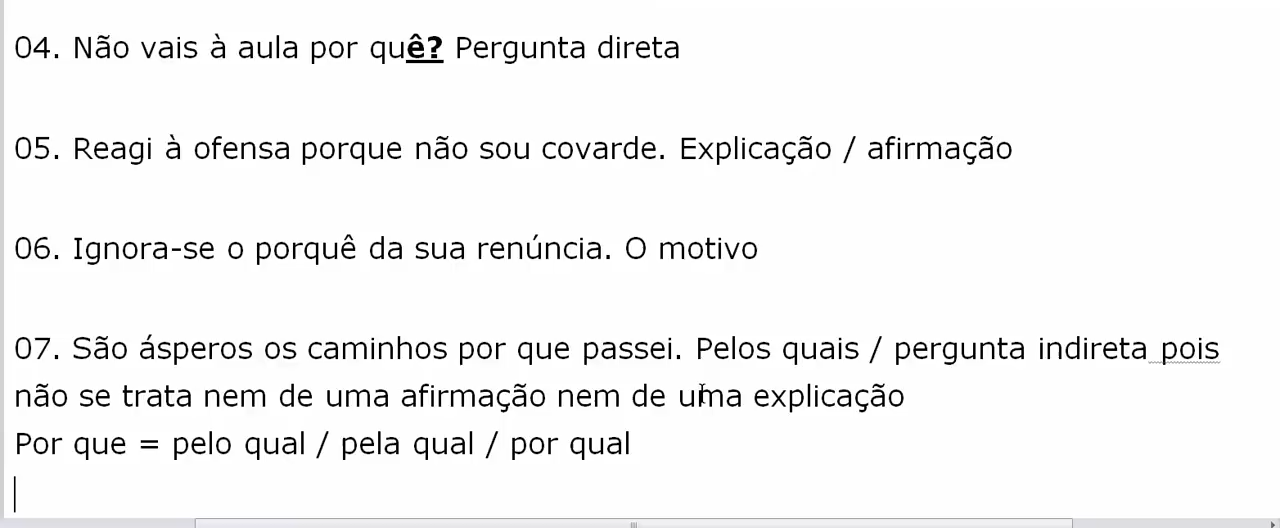 04. Não vais à aula por quê? Pergunta direta
05. Reagi à ofensa porque não sou covarde. Explicação / afirmação
06. Ignora-se o porquê da sua renúncia. O motivo
07. São ásperos os caminhos por que passei. Pelos quais / pergunta indireta pois
não se trata nem de uma afirmação nem de uma explicação
Por que = pelo qual / pela qual / por qual